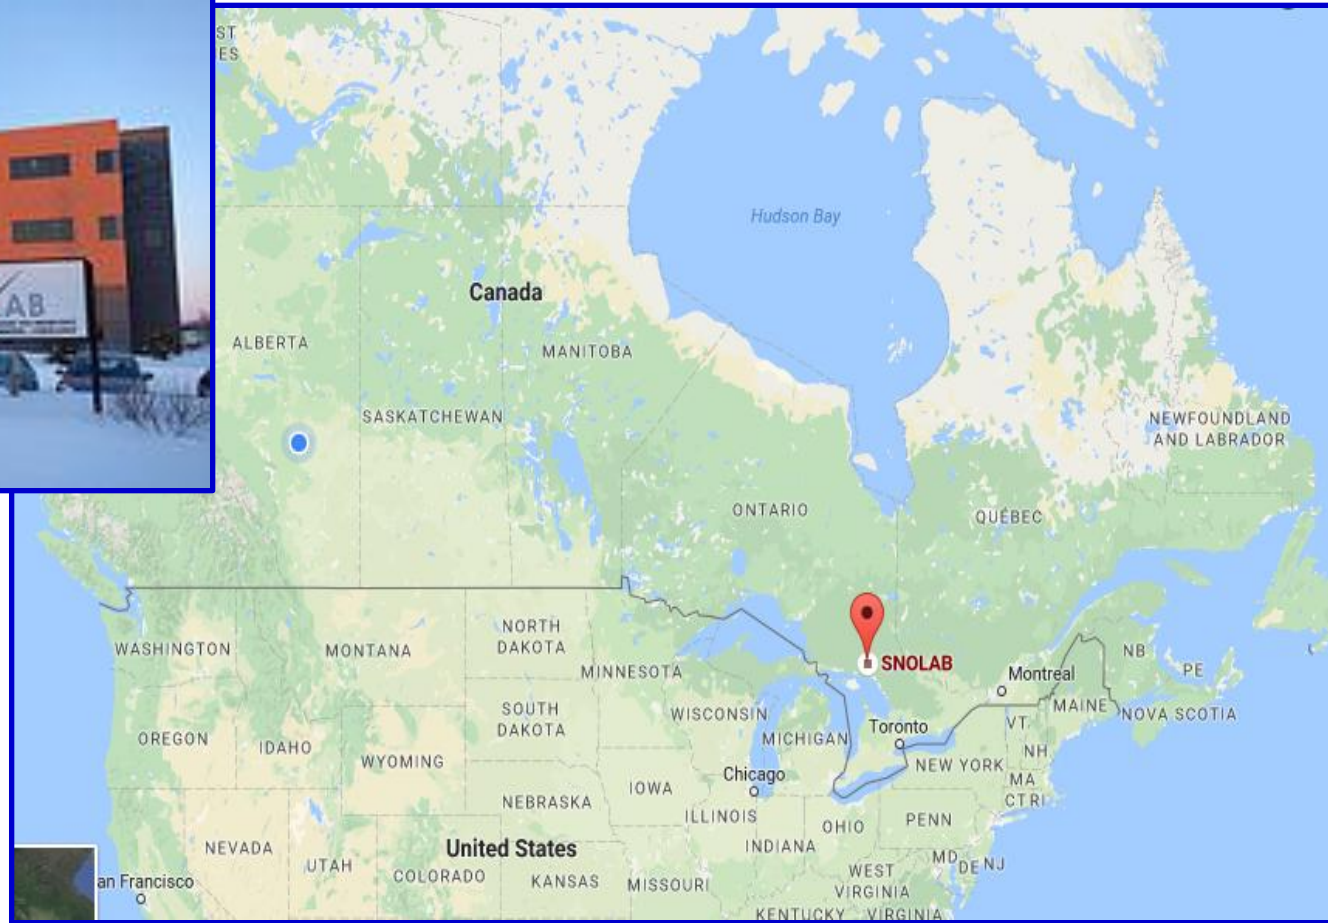 ST
ES
AB
Hudson Bay
Canada
ALBERTA
MANITOBA
SASKATCHEWAN
NEWFOUNDLAND
AND LABRADOR
ONTARIO
QUÉBEC
WASHINGTON
MONTANA
NORTH
DAKOTA
MINNESOTA
SNOLAB
Montreal
NB
PE
MAINE
NOVA SCOTIA
OREGON
IDAHO
SOUTH
DAKOTA
WISCONSIN
MICHIGAN
Toronto
VT
NH
WYOMING
Chicago
NEW YORK
MA
CT RI
NEBRASKA
IOWA
ILLINOIS
INDIANA
OHIO
PENN
NEVADA
UTAH
United States
COLORADO
KANSAS
MISSOURI
WEST
VIRGINIA
MD
DE
NJ
an Francisco
KENTUCKY
VIRGINIA